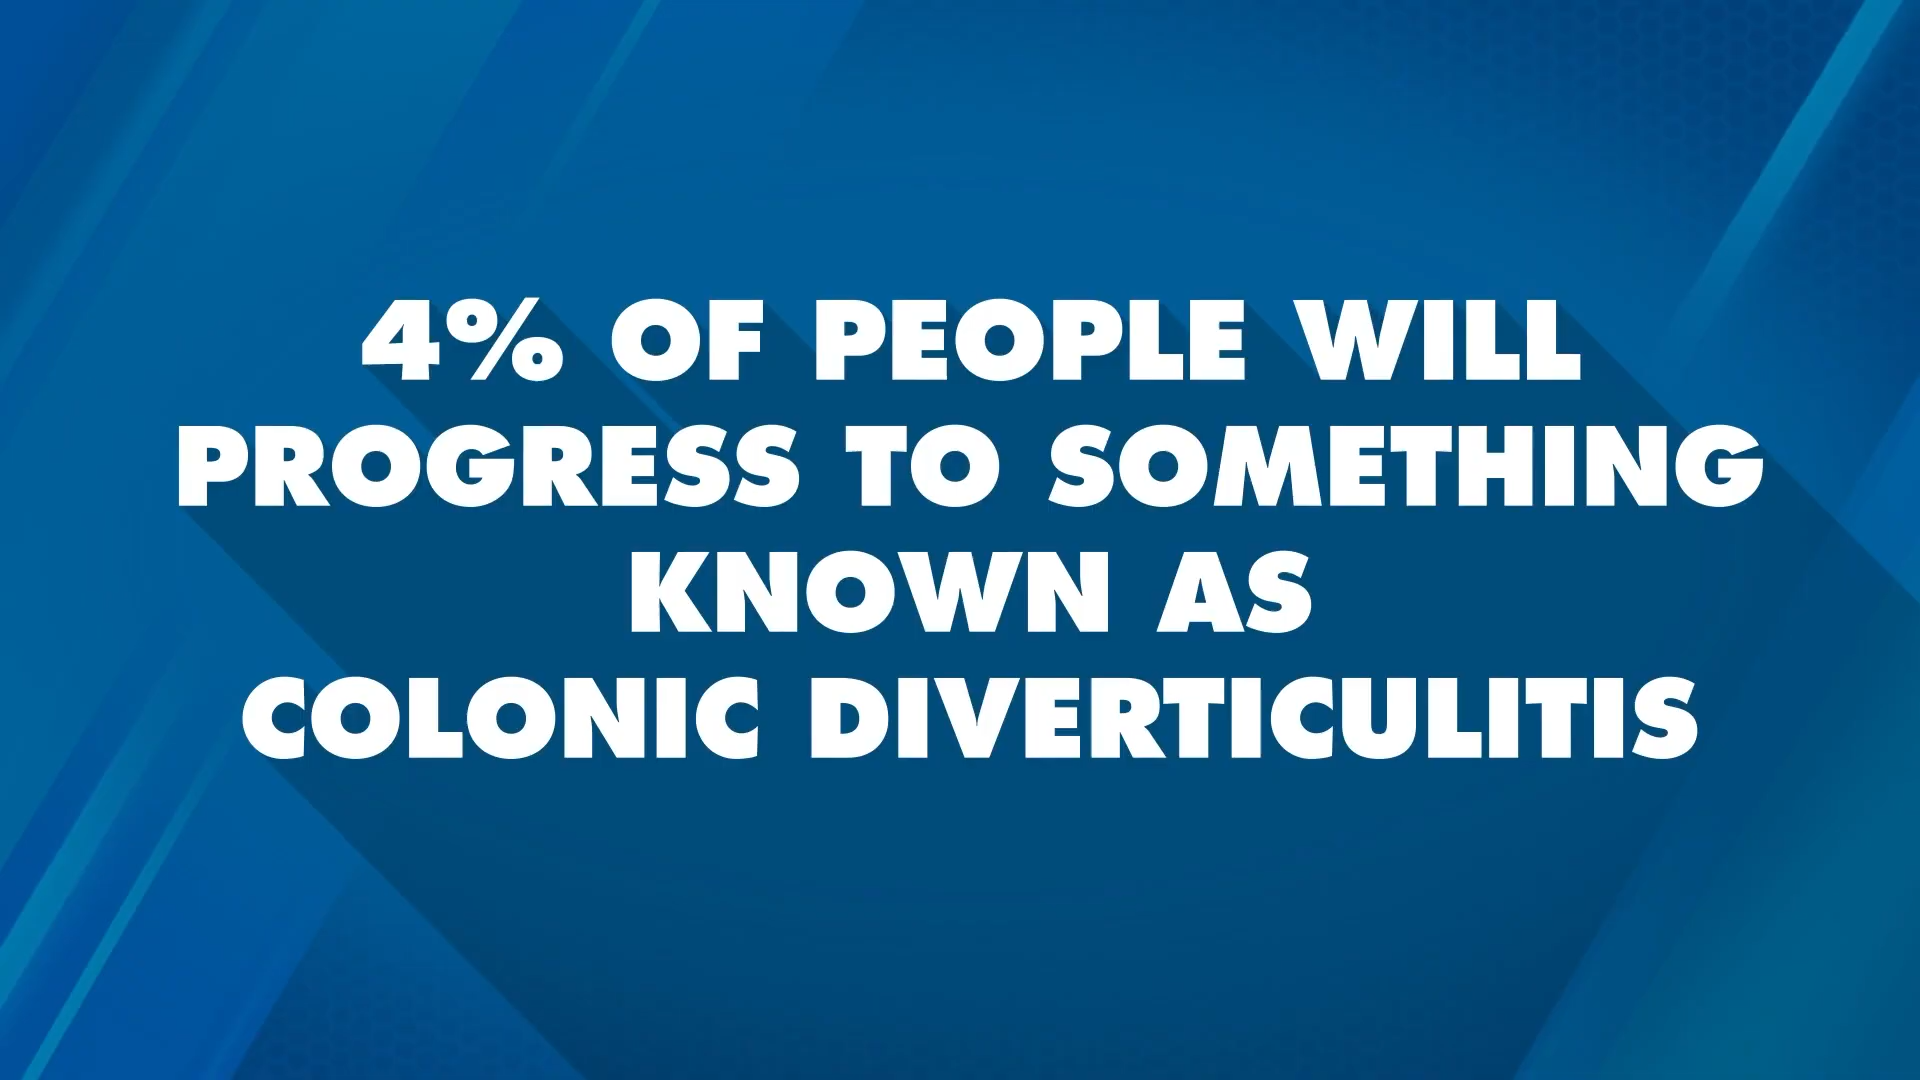 4% OF PEOPLE WILL
PROGRESS TO SOMETHING
KNOWN AS
COLONIC DIVERTICULITIS